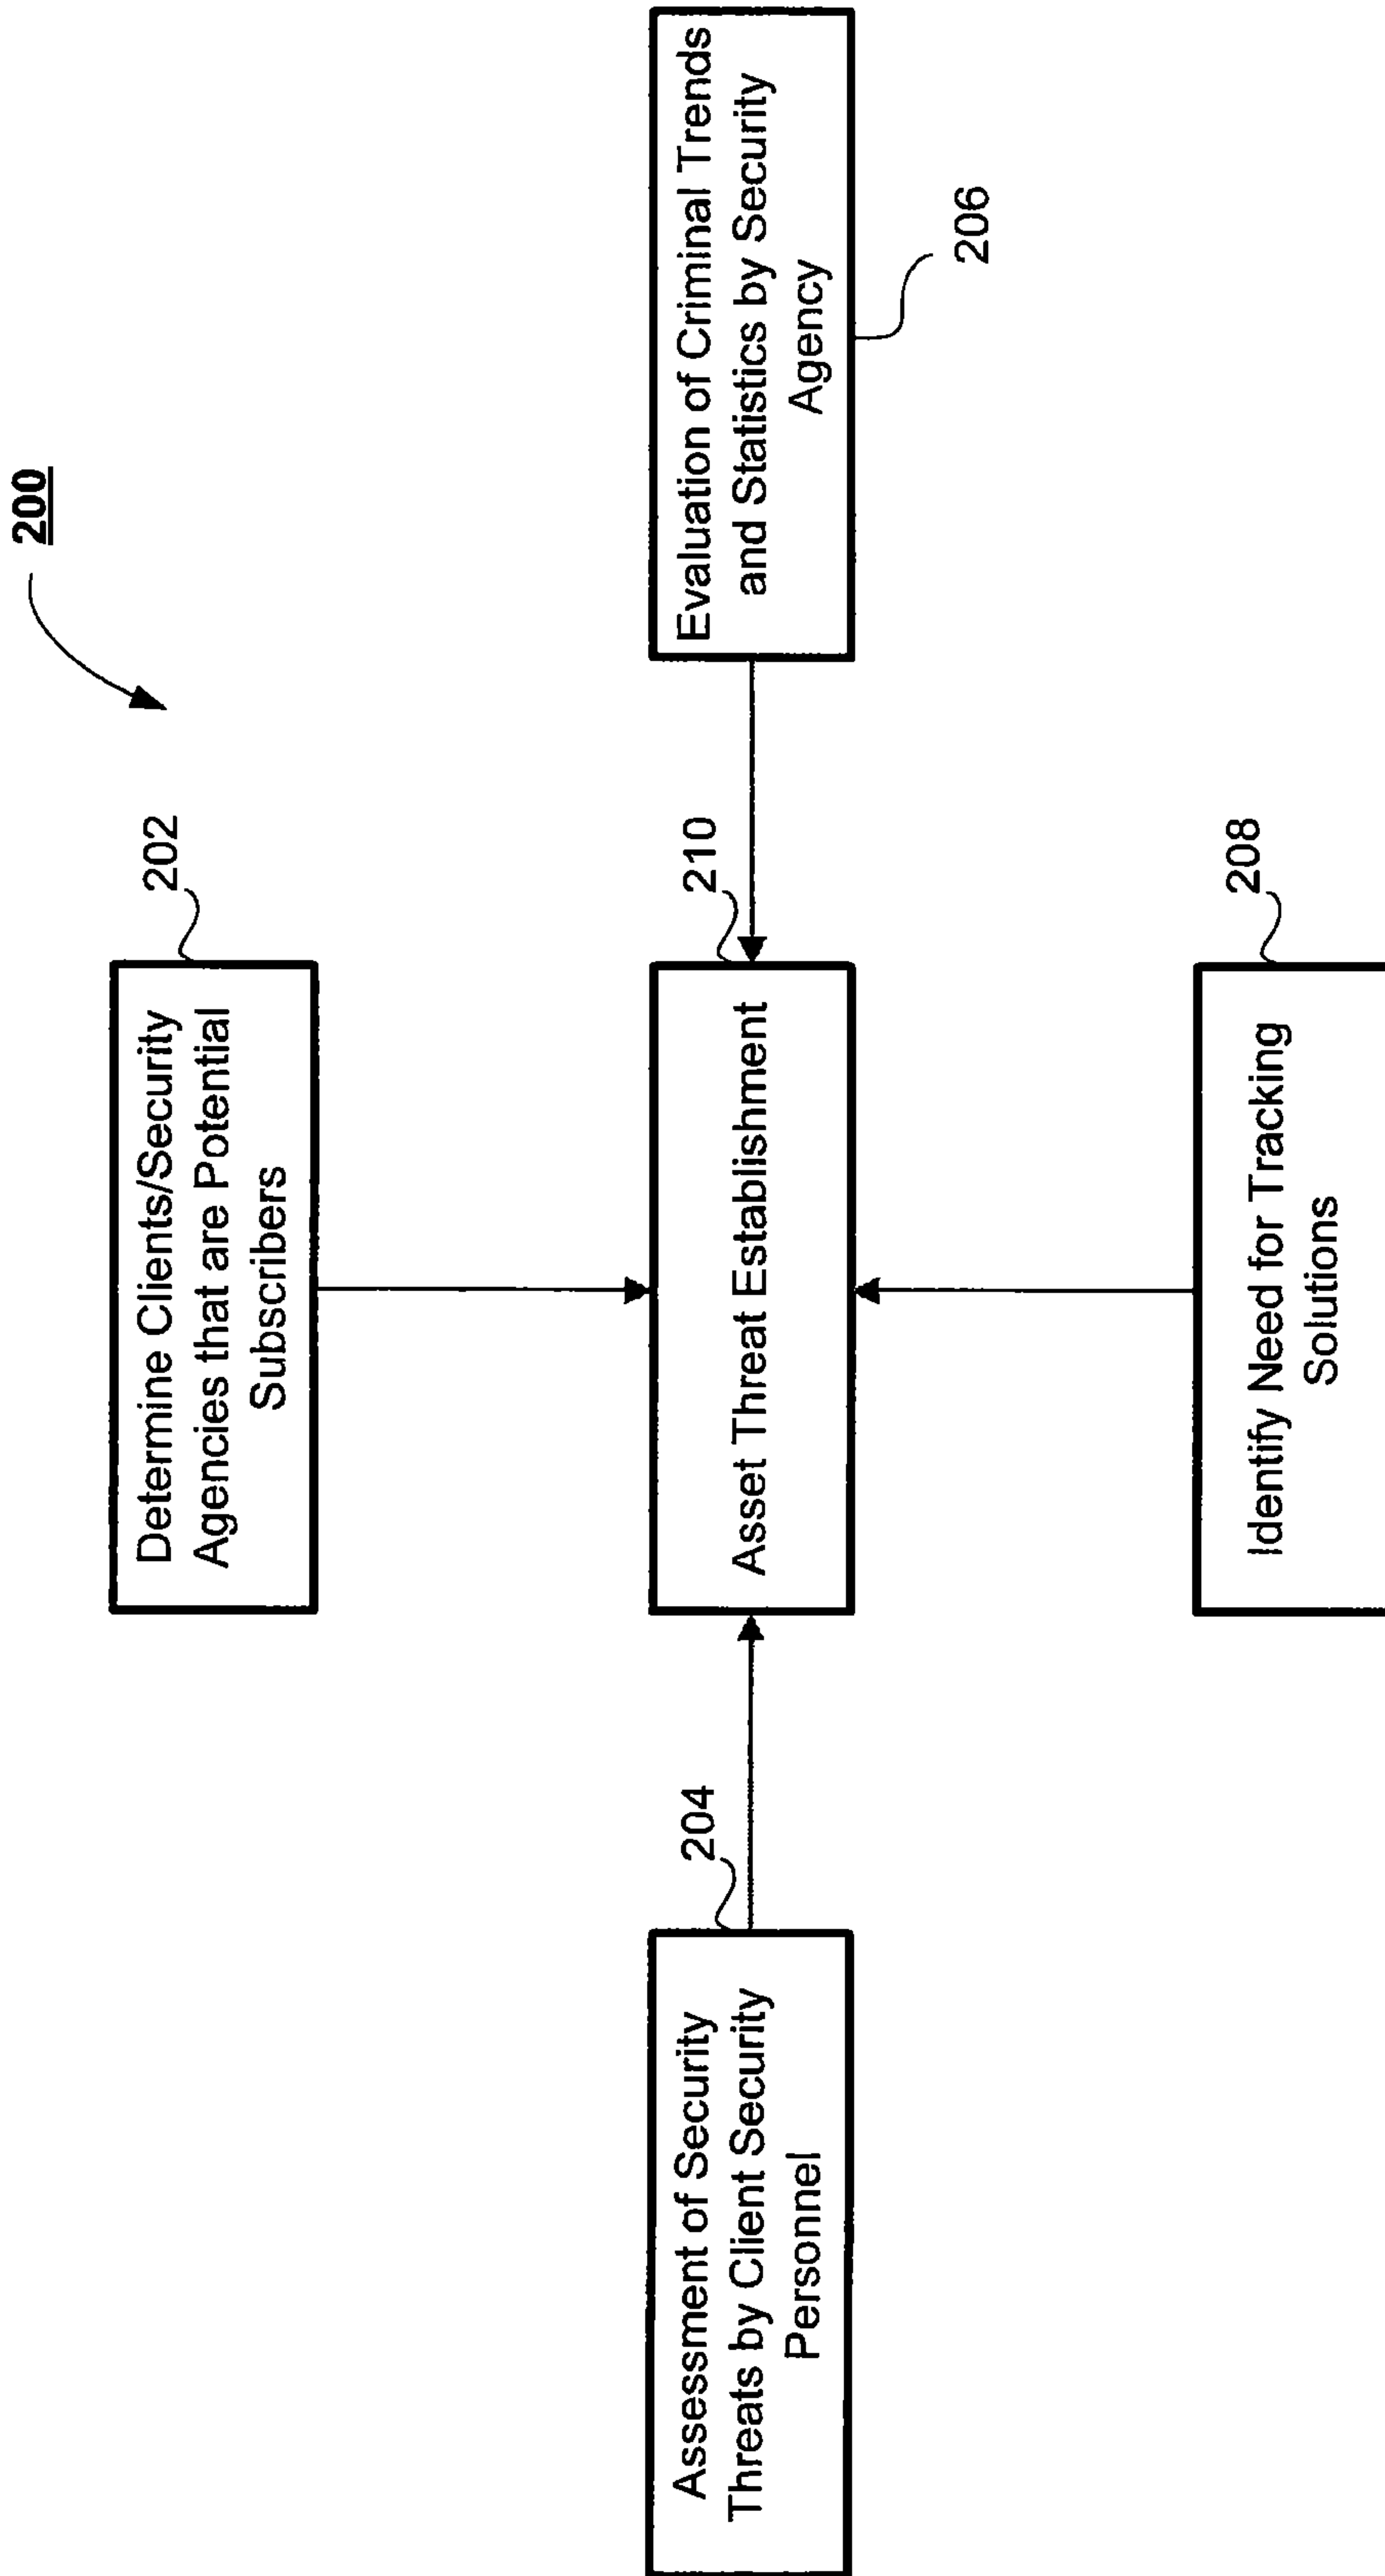 200
202
Determine Clients/Security
Agencies that are Potential
Subscribers
204
Assessment of Security
Threats by Client Security
Personnel
210
Asset Threat Establishment
Evaluation of Criminal Trends
and Statistics by Security
Agency
206
208
Identify Need for Tracking
Solutions